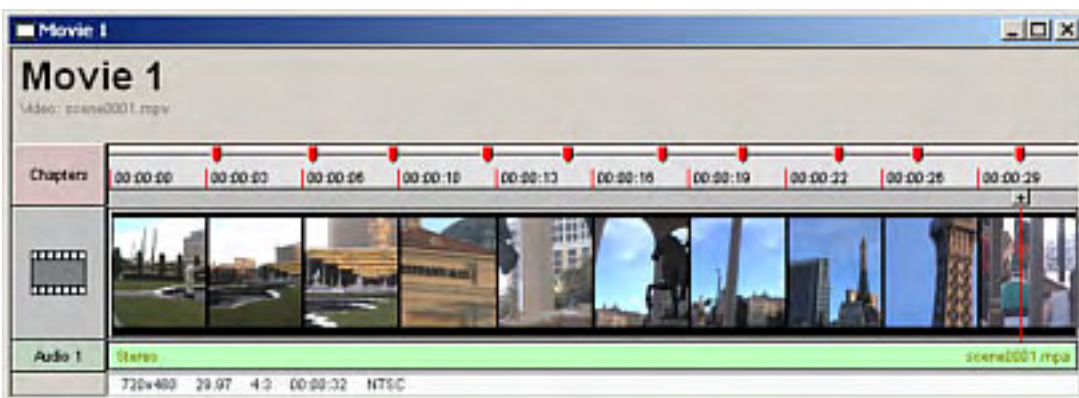 Movie 1
Movie 1
Video: scene0001.mpv
Chapters 00:00:00 00:00:03 00:00:06 00:00:10 00:00:13 00:00:16 00:00:19 00:00:22 00:00:26 00:00:29
Audio 1 Stereo scene0001.mpa
720x480 29.97 4:3 00:00:32 NTSC